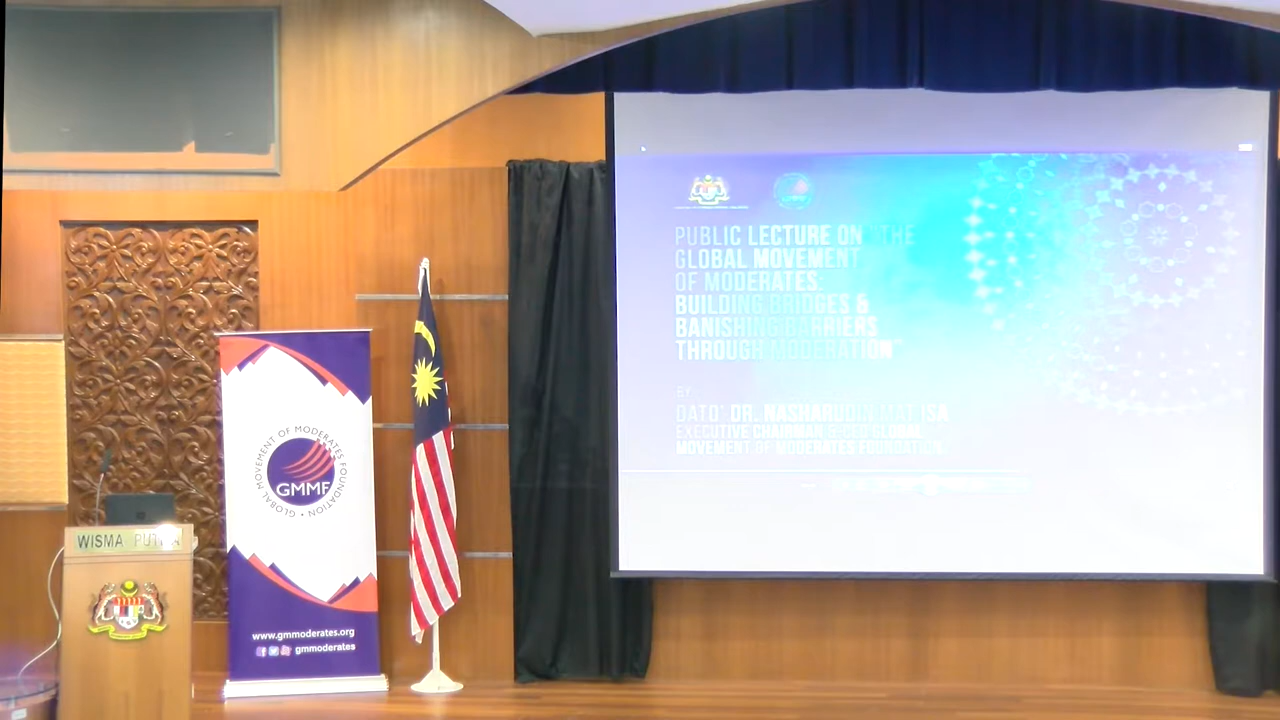 PUBLIC LECTURE ON "THE
GLOBAL MOVEMENT
OF MODERATES:
BUILDING BRIDGES &
BANISHING BARRIERS
THROUGH MODERATION"
BY:
DATO' DR. NASHARUDIN MAT ISA
EXECUTIVE CHAIRMAN & CEO GLOBAL
MOVEMENT OF MODERATES FOUNDATION
GLOBAL MOVEMENT OF MODERATES FOUNDATION •
GMMF
www.gmmoderates.org
gmmoderates
WISMA PUTRA